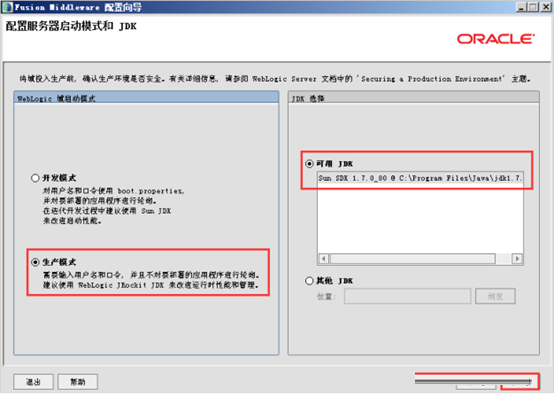 Fusion Middleware 配置向导
配置服务器启动模式和 JDK
ORACLE
将域投入生产前, 确认生产环境是否安全。有关详细信息, 请参阅 WebLogic Server 文档中的 'Securing a Production Environment' 主题。
WebLogic 域启动模式
开发模式
对用户名和口令使用 boot.properties,
并对要部署的应用程序进行轮询。
在迭代开发过程中建议使用 Sun JDK
来改进启动性能。
生产模式
需要输入用户名和口令, 并且不对要部署的应用程序进行轮询。
建议使用 WebLogic JRockit JDK 来改进运行时性能和管理。
JDK 选择
可用 JDK
Sun SDK 1.7.0_80 @ C:\Program Files\Java\jdk1.7.
其他 JDK
位置:
浏览
退出
帮助